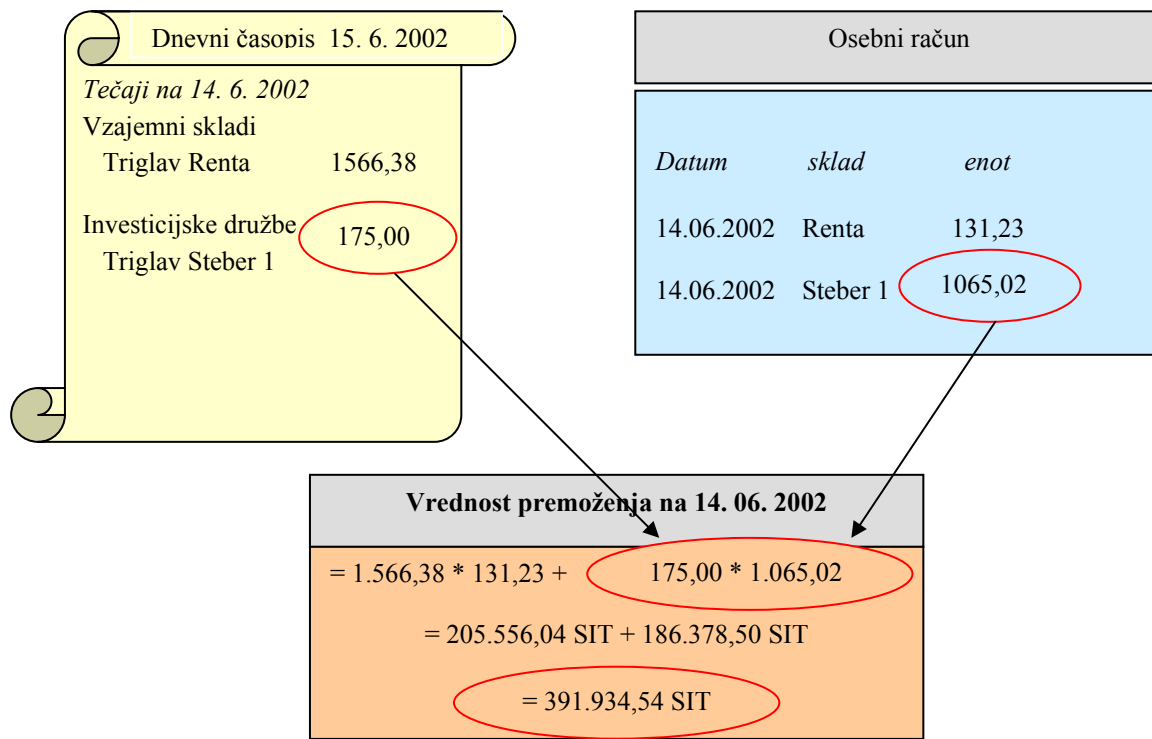 Dnevni časopis 15. 6. 2002
Tečaji na 14. 6. 2002
Vzajemni skladi
Triglav Renta 1566,38
Investicijske družbe 175,00
Triglav Steber 1
Osebni račun
Datum sklad enot
14.06.2002 Renta 131,23
14.06.2002 Steber 1 1065,02
Vrednost premoženja na 14. 06. 2002
= 1.566,38 * 131,23 + 175,00 * 1.065,02
= 205.556,04 SIT + 186.378,50 SIT
= 391.934,54 SIT